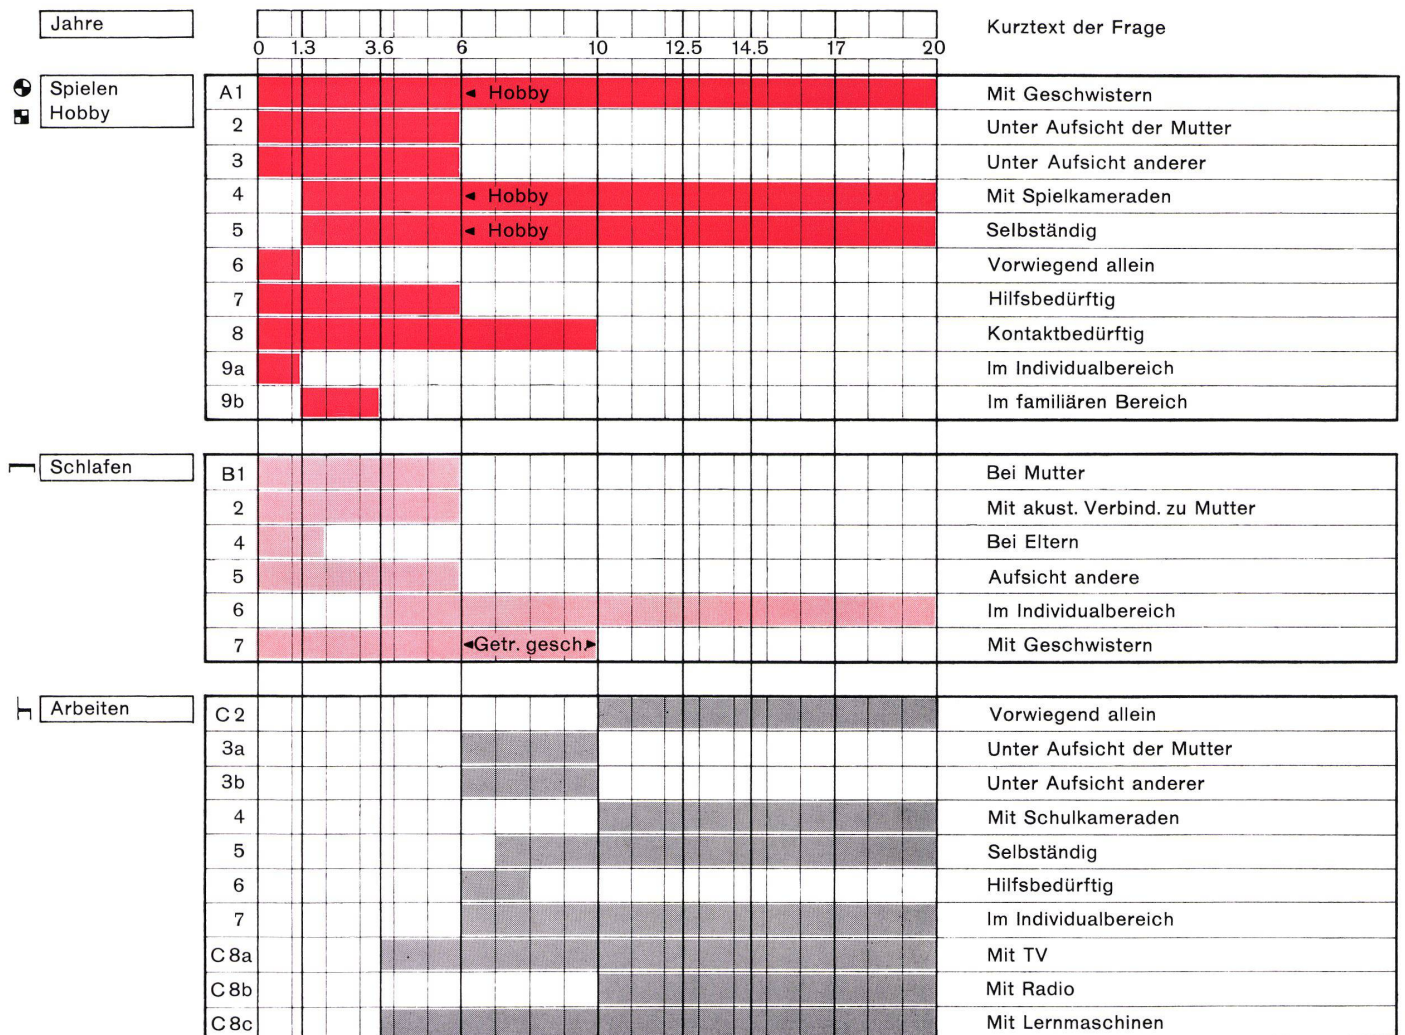 Jahre
Kurztext der Frage
0 1.3 3.6 6 10 12.5 14.5 17 20
Spielen
Hobby
A1 ◄ Hobby Mit Geschwistern
2 Unter Aufsicht der Mutter
3 Unter Aufsicht anderer
4 ◄ Hobby Mit Spielkameraden
5 ◄ Hobby Selbständig
6 Vorwiegend allein
7 Hilfsbedürftig
8 Kontaktbedürftig
9a Im Individualbereich
9b Im familiären Bereich
Schlafen
B1 Bei Mutter
2 Mit akust. Verbind. zu Mutter
4 Bei Eltern
5 Aufsicht andere
6 Im Individualbereich
7 ◄Getr. gesch.► Mit Geschwistern
Arbeiten
C2 Vorwiegend allein
3a Unter Aufsicht der Mutter
3b Unter Aufsicht anderer
4 Mit Schulkameraden
5 Selbständig
6 Hilfsbedürftig
7 Im Individualbereich
C8a Mit TV
C8b Mit Radio
C8c Mit Lernmaschinen